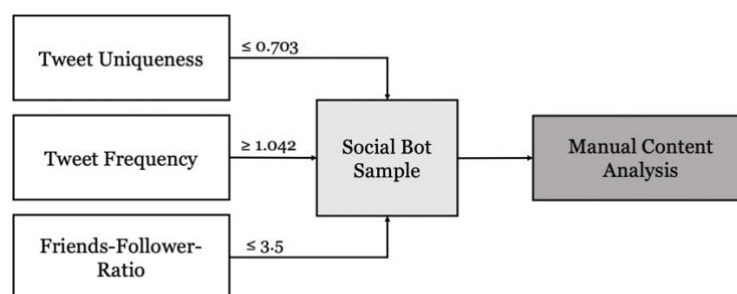 Tweet Uniqueness
≤ 0.703
Tweet Frequency
≥ 1.042
Friends-Follower-
Ratio
≤ 3.5
Social Bot
Sample
Manual Content
Analysis